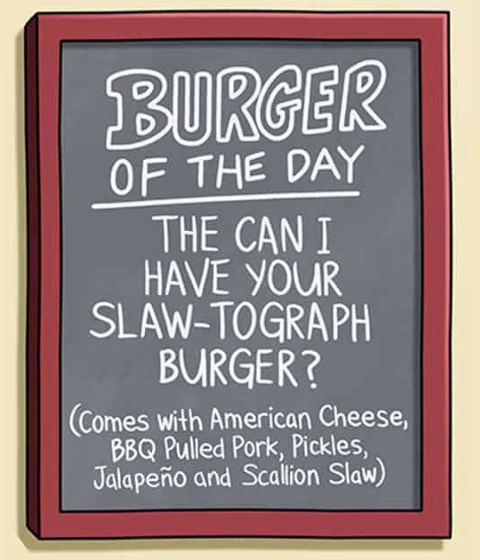 BURGER
OF THE DAY
THE CAN I
HAVE YOUR
SLAW-TOGRAPH
BURGER?
(Comes with American Cheese,
BBQ Pulled Pork, Pickles,
Jalapeño and Scallion Slaw)